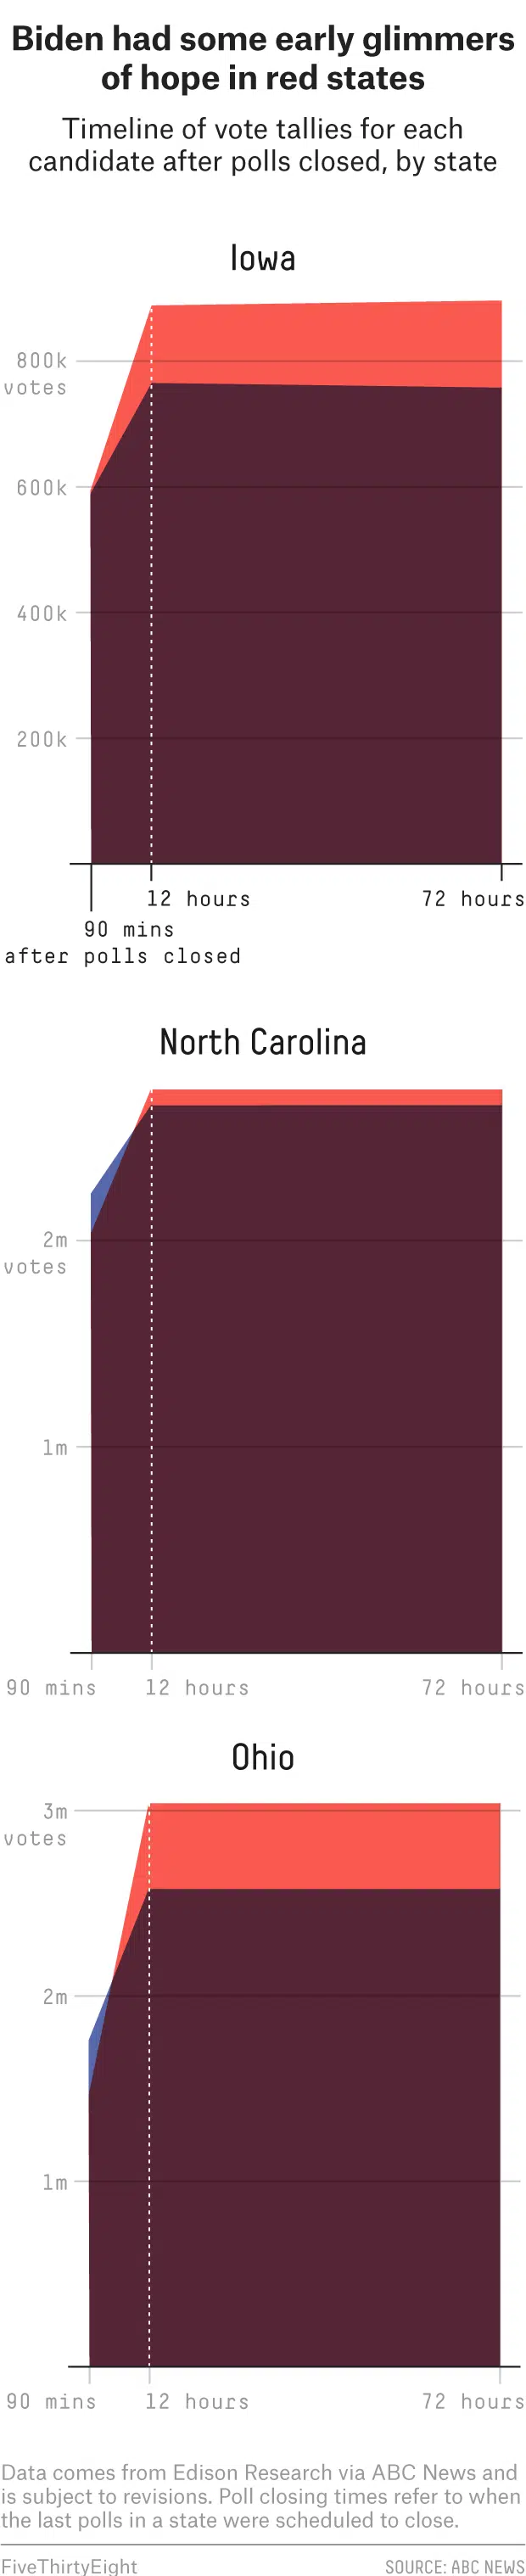 Biden had some early glimmers
of hope in red states
Timeline of vote tallies for each
candidate after polls closed, by state
Iowa
800k
votes
600k
400k
200k
12 hours
72 hours
90 mins
after polls closed
North Carolina
2m
votes
1m
90 mins
12 hours
72 hours
Ohio
3m
votes
2m
1m
90 mins
12 hours
72 hours
Data comes from Edison Research via ABC News and
is subject to revisions. Poll closing times refer to when
the last polls in a state were scheduled to close.
FiveThirtyEight
SOURCE: ABC NEWS